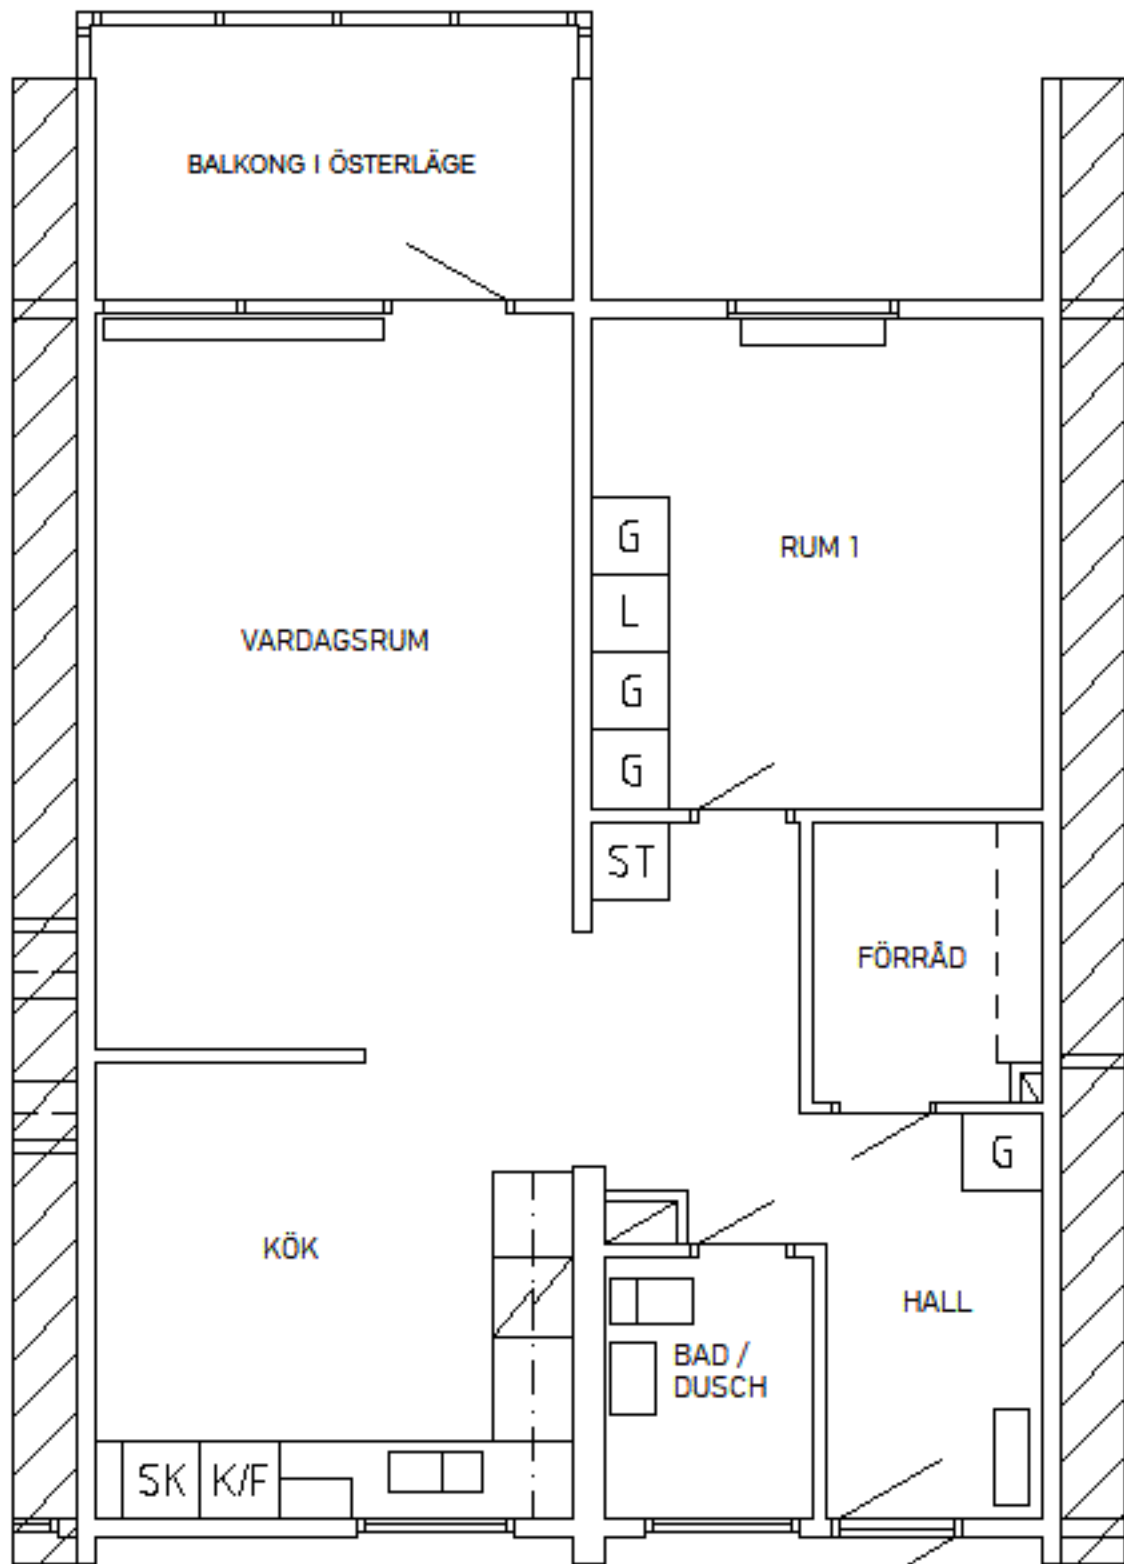 BALKONG I ÖSTERLÄGE
G
RUM 1
L
VARDAGSRUM
G
G
ST
FÖRRÅD
G
KÖK
HALL
BAD /
DUSCH
SK
K/F